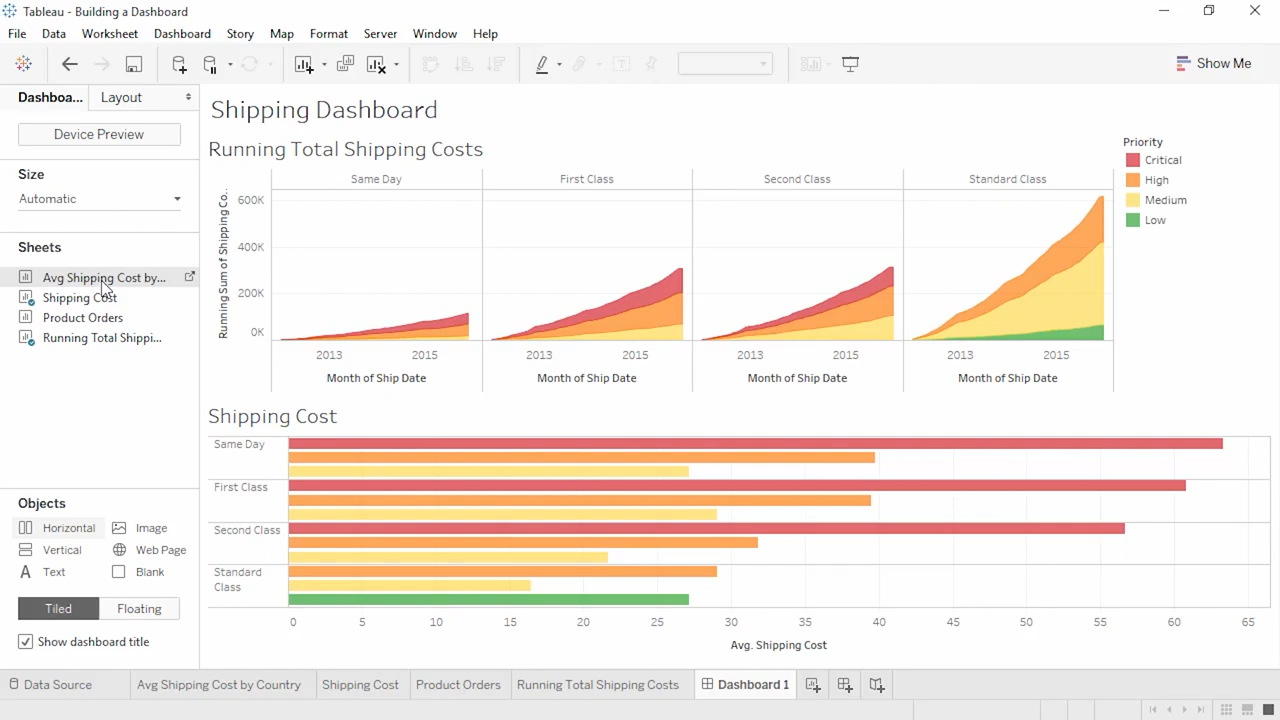 Tableau - Building a Dashboard
File Data Worksheet Dashboard Story Map Format Server Window Help
Show Me
Dashboa... Layout
Device Preview
Size
Automatic
Sheets
Avg Shipping Cost by...
Shipping Cost
Product Orders
Running Total Shippi...
Objects
Horizontal Image
Vertical Web Page
Text Blank
Tiled Floating
Show dashboard title
Shipping Dashboard
Running Total Shipping Costs
Same Day First Class Second Class Standard Class
Running Sum of Shipping Co..
600K
400K
200K
0K
2013 2015 2013 2015 2013 2015 2013 2015
Month of Ship Date Month of Ship Date Month of Ship Date Month of Ship Date
Priority
Critical
High
Medium
Low
Shipping Cost
Same Day
First Class
Second Class
Standard
Class
0 5 10 15 20 25 30 35 40 45 50 55 60 65
Avg. Shipping Cost
Data Source Avg Shipping Cost by Country Shipping Cost Product Orders Running Total Shipping Costs Dashboard 1